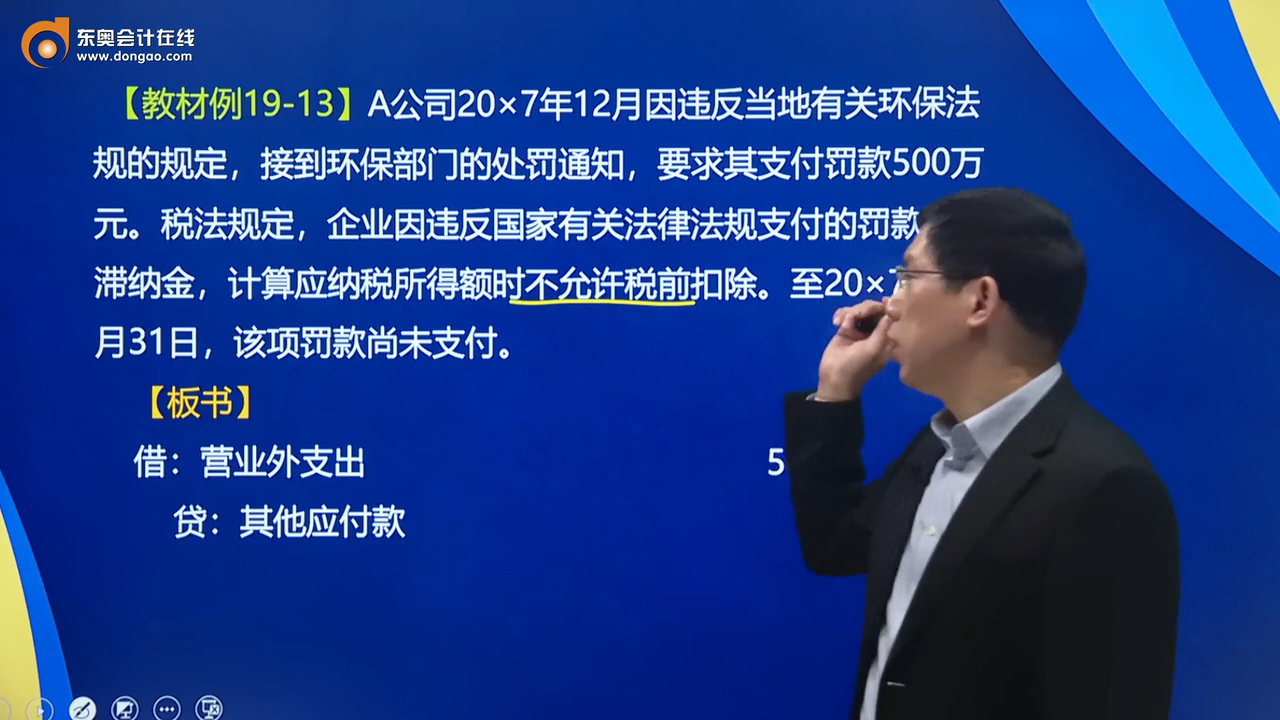 东奥会计在线
www.dongao.com
【教材例19-13】A公司20×7年12月因违反当地有关环保法
规的规定，接到环保部门的处罚通知，要求其支付罚款500万
元。税法规定，企业因违反国家有关法律法规支付的罚款
滞纳金，计算应纳税所得额时不允许税前扣除。至20×7
月31日，该项罚款尚未支付。
【板书】
借：营业外支出 5
贷：其他应付款